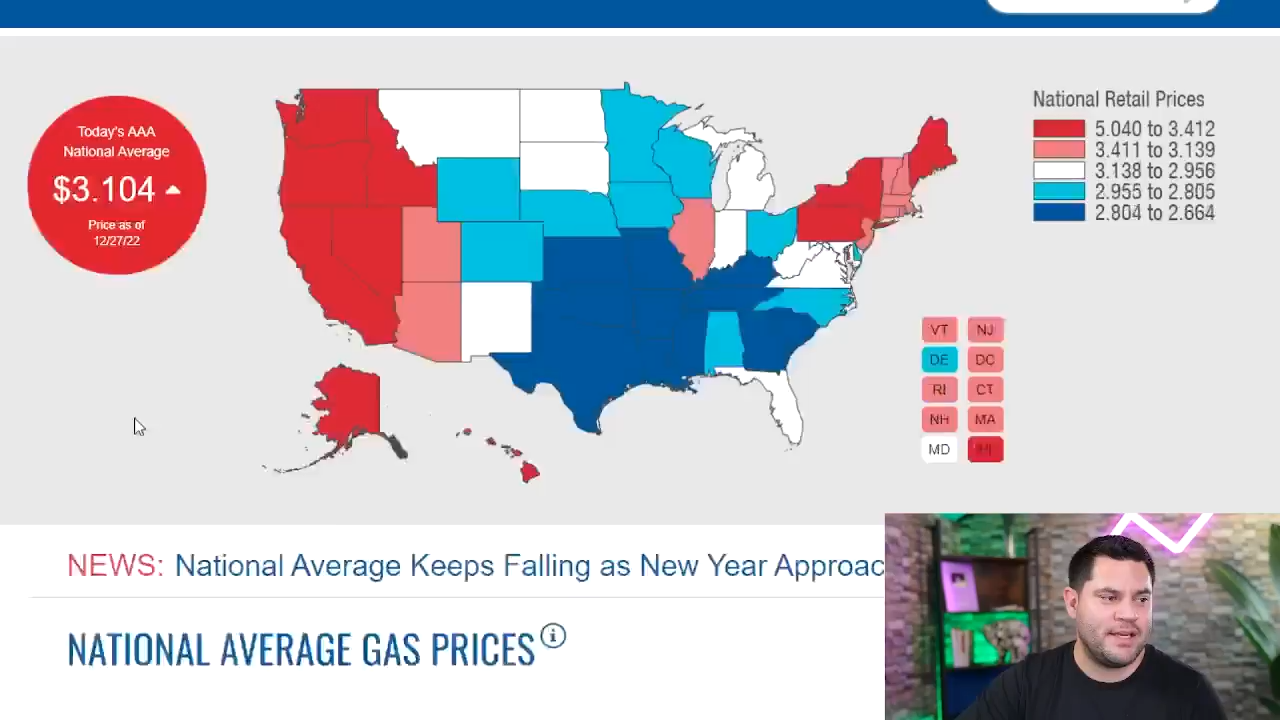 Today's AAA
National Average
$3.104
Price as of
12/27/22
National Retail Prices
5.040 to 3.412
3.411 to 3.139
3.138 to 2.956
2.955 to 2.805
2.804 to 2.664
VT NJ
DE DC
RI CT
NH MA
MD HI
NEWS: National Average Keeps Falling as New Year Approac
NATIONAL AVERAGE GAS PRICES